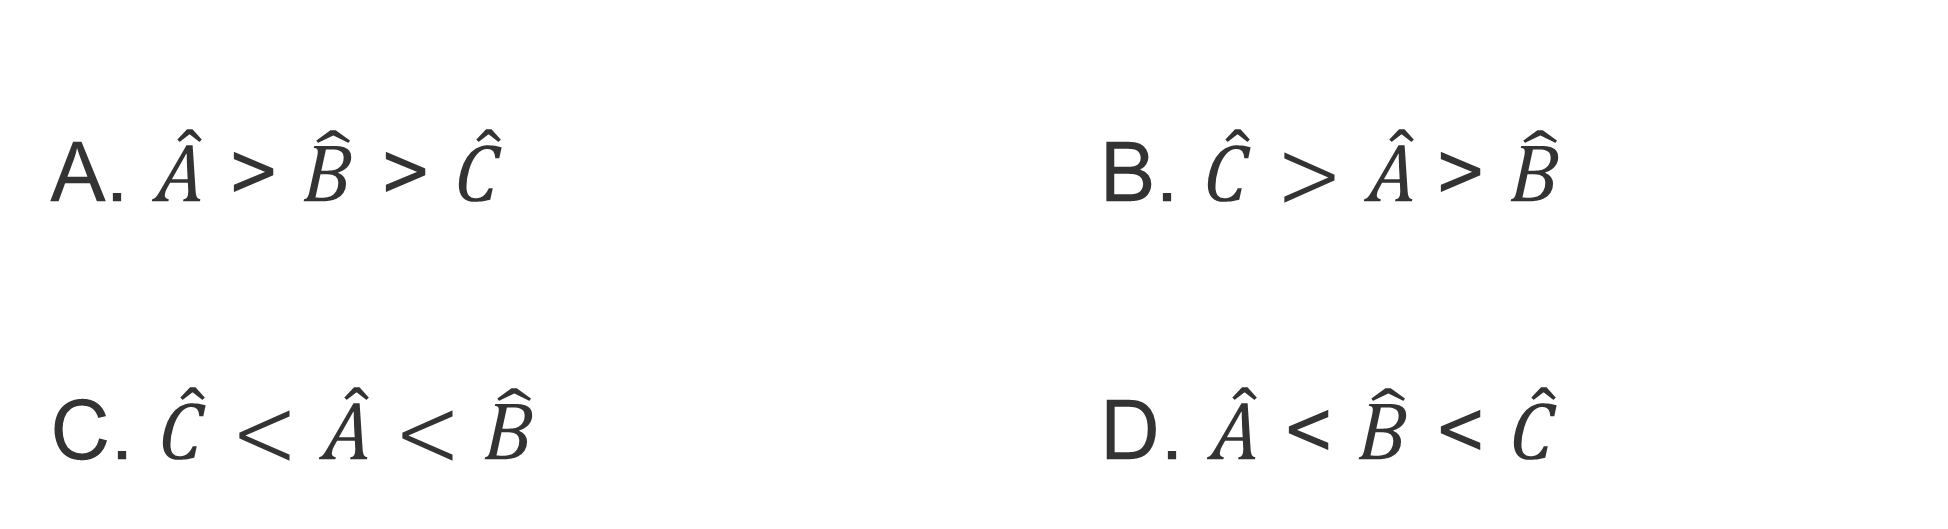 A. Â > B̂ > Ĉ B. Ĉ > Â > B̂
C. Ĉ < Â < B̂ D. Â < B̂ < Ĉ